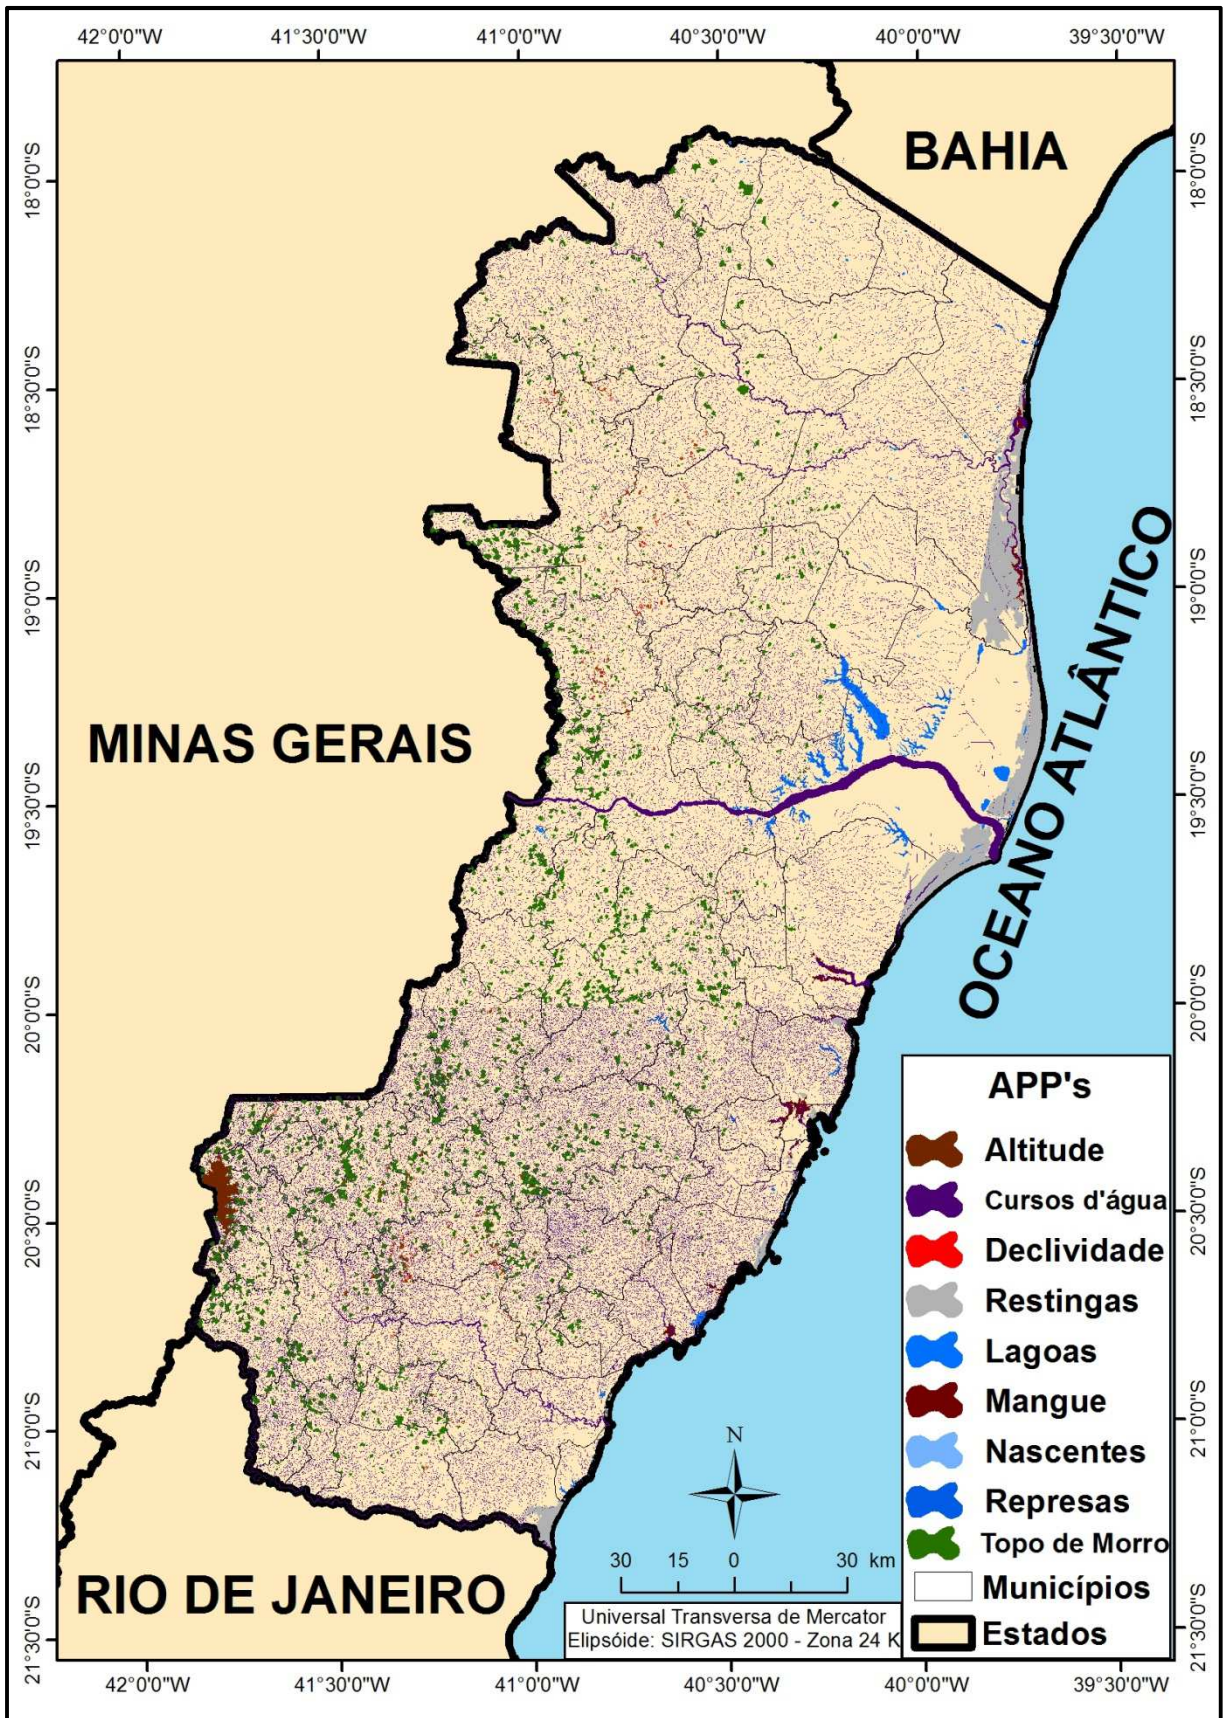 42°0'0"W 41°30'0"W 41°0'0"W 40°30'0"W 40°0'0"W 39°30'0"W
BAHIA
18°0'0"S 18°0'0"S
18°30'0"S 18°30'0"S
19°0'0"S 19°0'0"S
MINAS GERAIS
OCEANO ATLÂNTICO
19°30'0"S 19°30'0"S
20°0'0"S 20°0'0"S
20°30'0"S 20°30'0"S
21°0'0"S 21°0'0"S
21°30'0"S 21°30'0"S
APP's
Altitude
Cursos d'água
Declividade
Restingas
Lagoas
Mangue
Nascentes
Represas
Topo de Morro
Municípios
Estados
N
30 15 0 30 km
RIO DE JANEIRO
Universal Transversa de Mercator
Elipsóide: SIRGAS 2000 - Zona 24 K
42°0'0"W 41°30'0"W 41°0'0"W 40°30'0"W 40°0'0"W 39°30'0"W